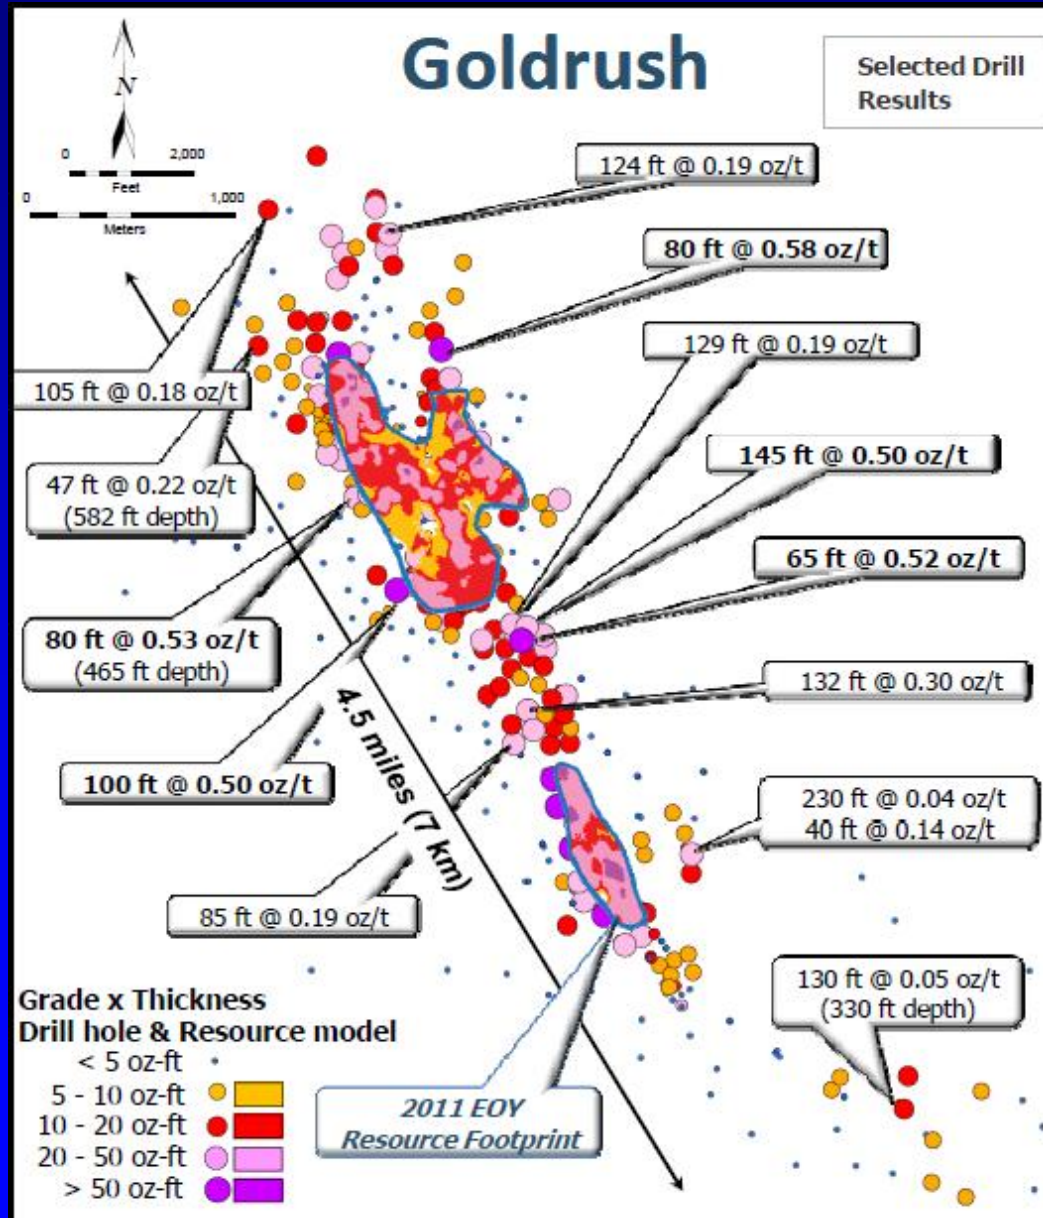 Goldrush
Selected Drill
Results
N
0 2,000
Feet
0 1,000
Meters
124 ft @ 0.19 oz/t
80 ft @ 0.58 oz/t
129 ft @ 0.19 oz/t
105 ft @ 0.18 oz/t
145 ft @ 0.50 oz/t
47 ft @ 0.22 oz/t
(582 ft depth)
65 ft @ 0.52 oz/t
80 ft @ 0.53 oz/t
(465 ft depth)
132 ft @ 0.30 oz/t
4.5 miles (7 km)
100 ft @ 0.50 oz/t
230 ft @ 0.04 oz/t
40 ft @ 0.14 oz/t
85 ft @ 0.19 oz/t
130 ft @ 0.05 oz/t
(330 ft depth)
Grade x Thickness
Drill hole & Resource model
< 5 oz-ft
5 - 10 oz-ft
10 - 20 oz-ft
20 - 50 oz-ft
> 50 oz-ft
2011 EOY
Resource Footprint